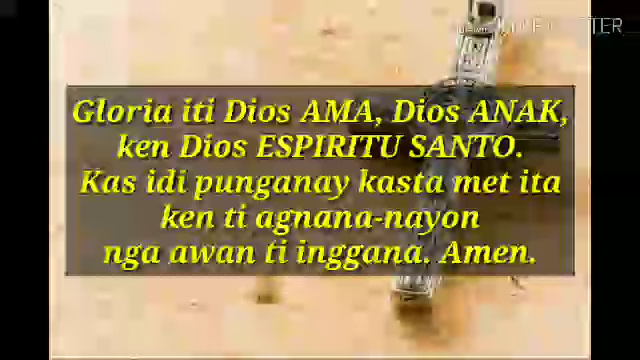 Gloria iti Dios AMA, Dios ANAK,
ken Dios ESPIRITU SANTO.
Kas idi punganay kasta met ita
ken ti agnana-nayon
nga awan ti inggana. Amen.